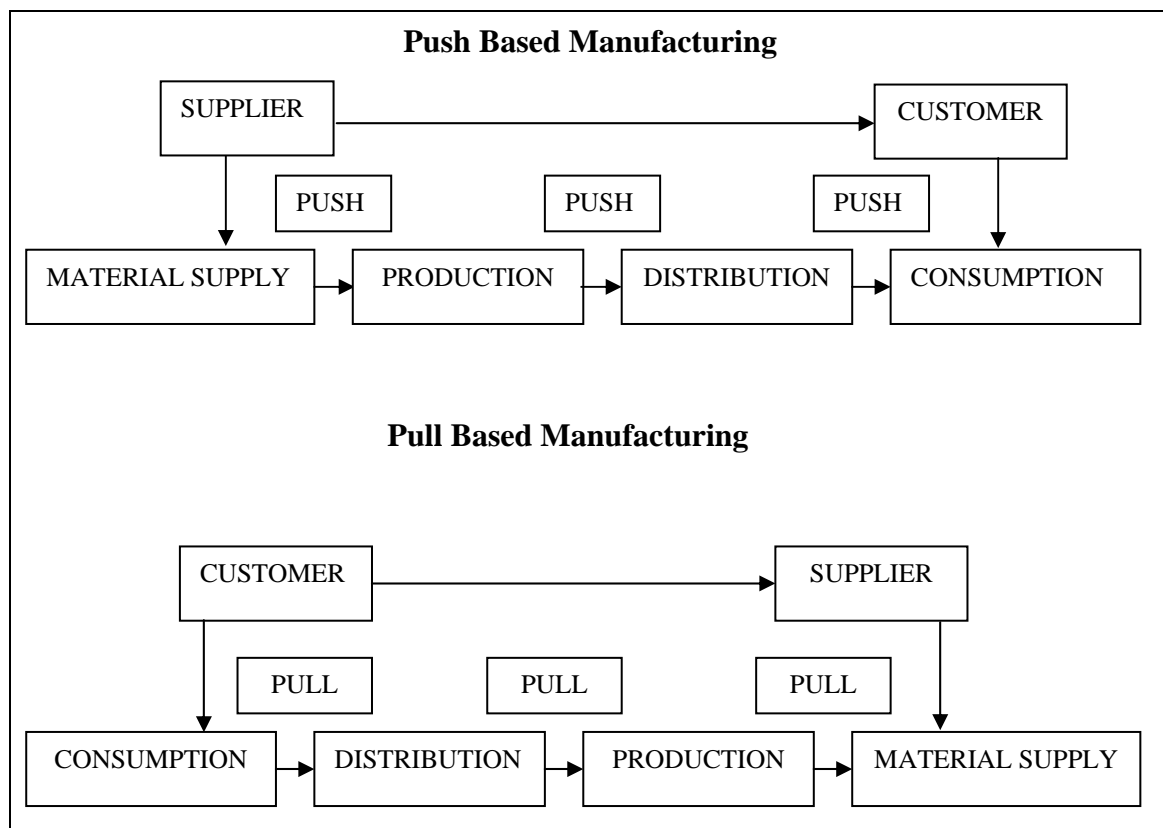 Push Based Manufacturing
SUPPLIER
CUSTOMER
PUSH
PUSH
PUSH
MATERIAL SUPPLY
PRODUCTION
DISTRIBUTION
CONSUMPTION
Pull Based Manufacturing
CUSTOMER
SUPPLIER
PULL
PULL
PULL
CONSUMPTION
DISTRIBUTION
PRODUCTION
MATERIAL SUPPLY